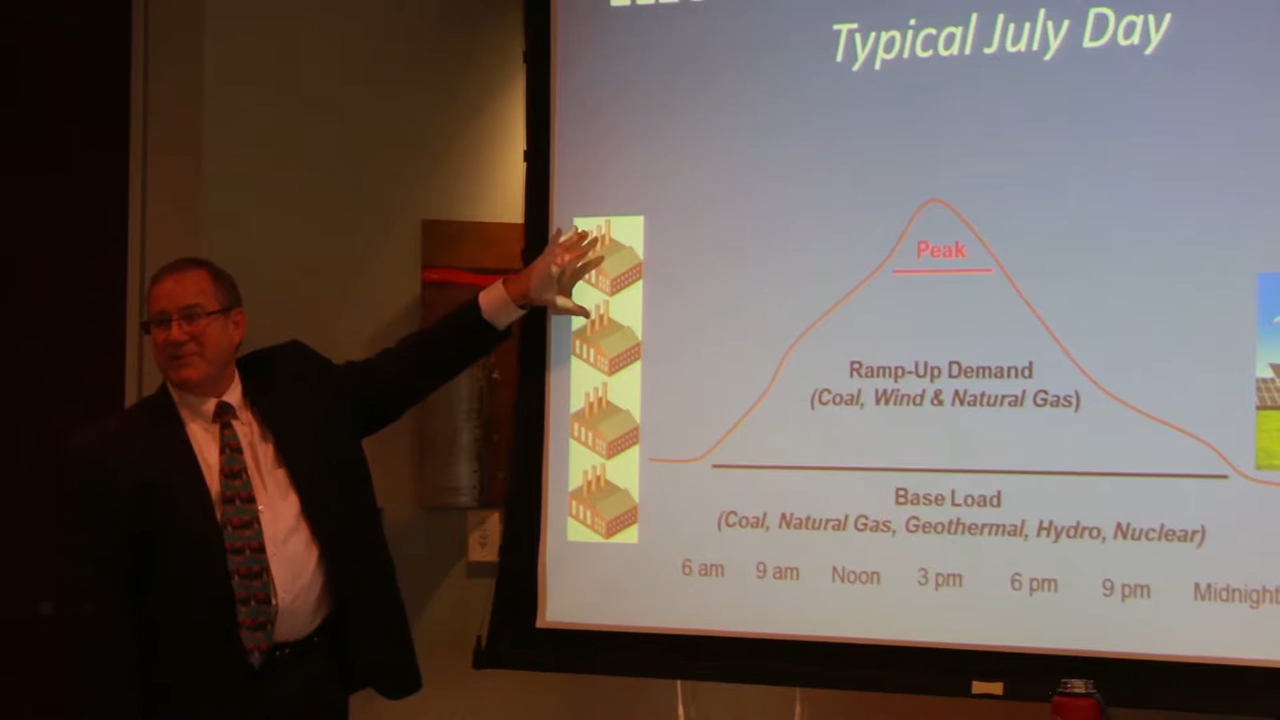 Typical July Day
Peak
Ramp-Up Demand
(Coal, Wind & Natural Gas)
Base Load
(Coal, Natural Gas, Geothermal, Hydro, Nuclear)
6 am 9 am Noon 3 pm 6 pm 9 pm Midnight